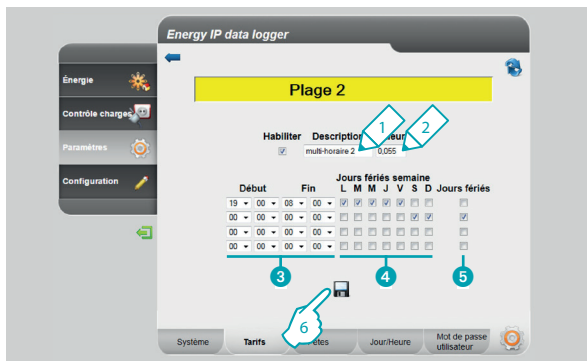 Energy IP data logger
Énergie
Contrôle charges
Paramètres
Configuration
Plage 2
Habiliter Description
multi-horaire 2 0,055
1 2
Jours fériés semaine
Début Fin L M M J V S D Jours fériés
19 00 08 00
00 00 00 00
00 00 00 00
00 00 00 00
3 4 5
6
Système Tarifs Jour/Heure Mot de passe
utilisateur